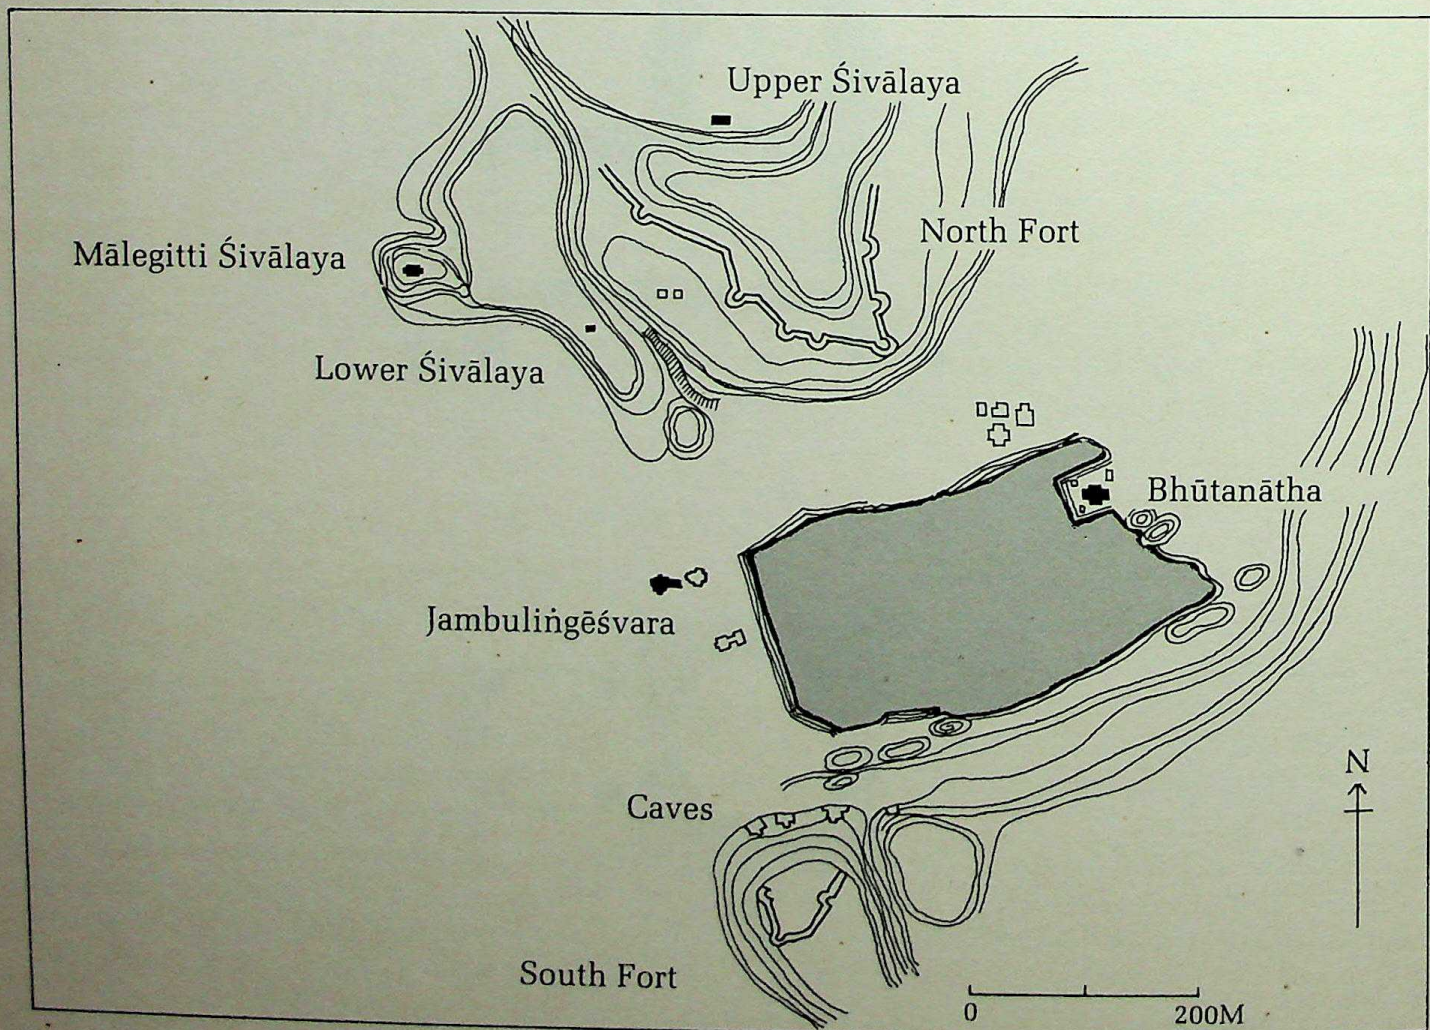 Upper Śivālaya
North Fort
Mālegitti Śivālaya
Lower Śivālaya
Bhūtanātha
Jambuliṅgēśvara
N
Caves
South Fort
0 200M